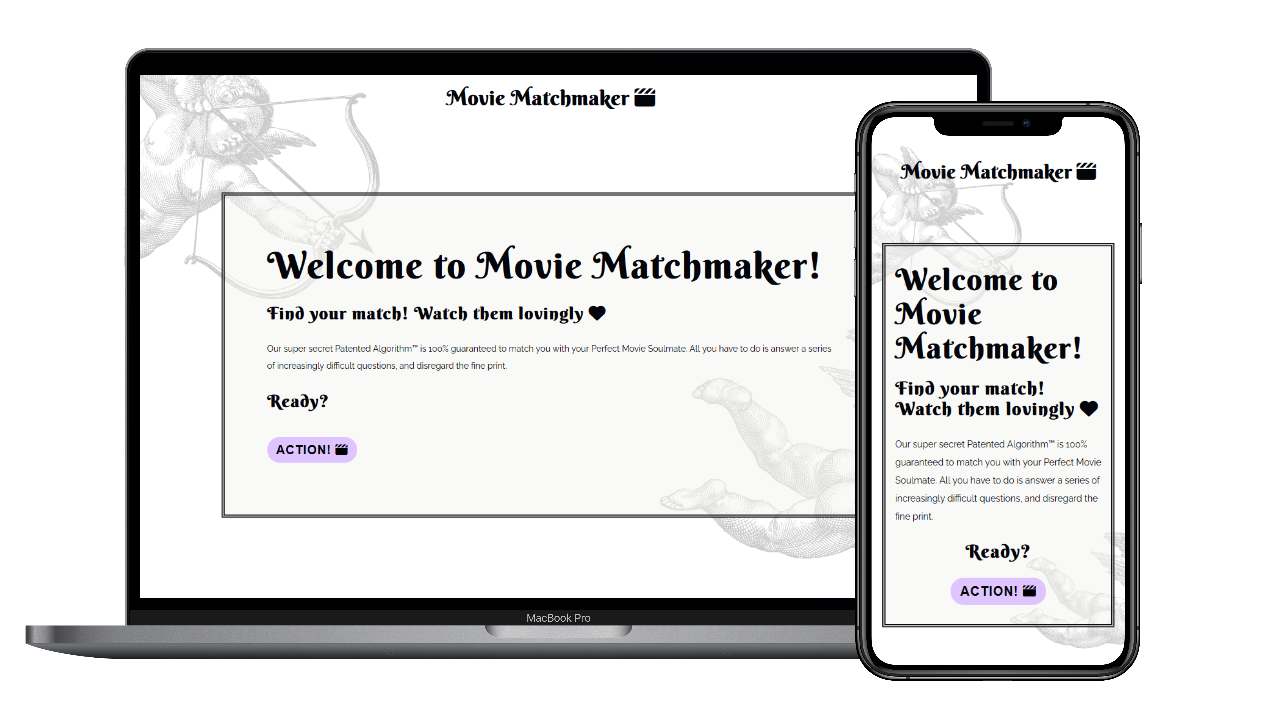 Movie Matchmaker
Welcome to Movie Matchmaker!
Find your match! Watch them lovingly
Our super secret Patented Algorithm™ is 100% guaranteed to match you with your Perfect Movie Soulmate. All you have to do is answer a series
of increasingly difficult questions, and disregard the fine print.
Ready?
ACTION!
MacBook Pro
Movie Matchmaker
Welcome to
Movie
Matchmaker!
Find your match!
Watch them lovingly
Our super secret Patented Algorithm™ is 100%
guaranteed to match you with your Perfect Movie
Soulmate. All you have to do is answer a series of
increasingly difficult questions, and disregard the
fine print.
Ready?
ACTION!